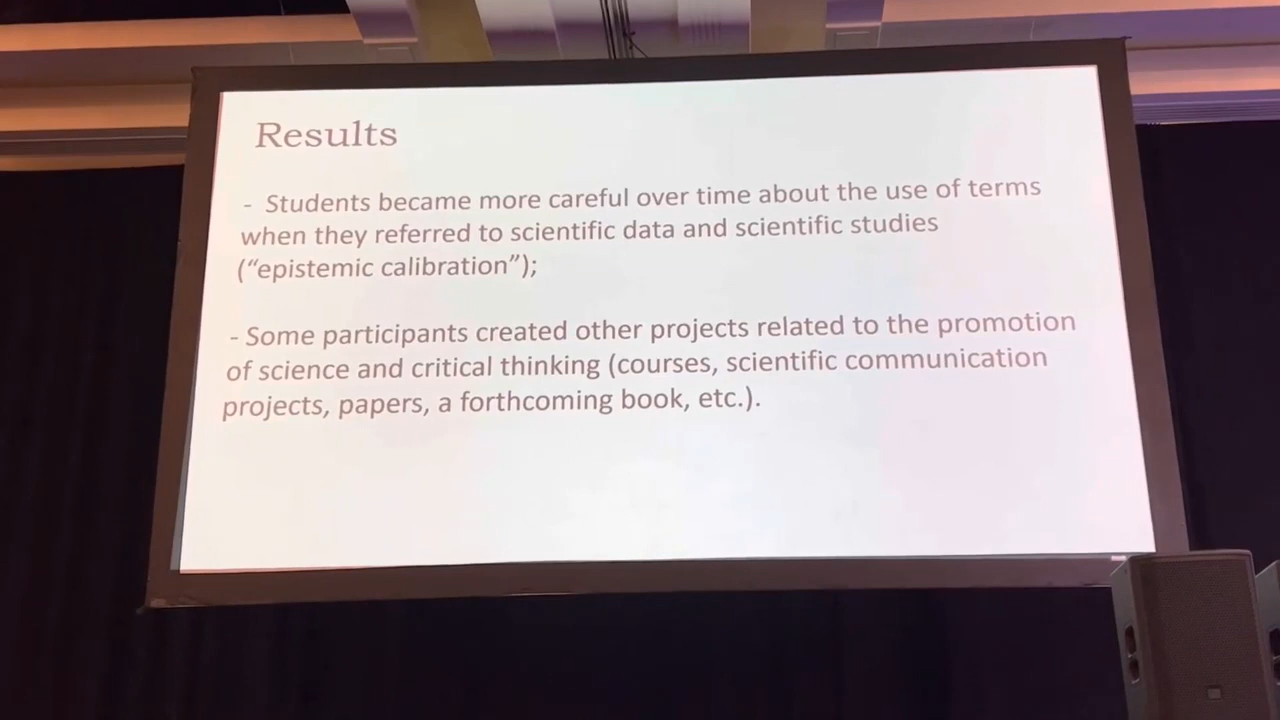 Results
- Students became more careful over time about the use of terms
when they referred to scientific data and scientific studies
(“epistemic calibration”);
- Some participants created other projects related to the promotion
of science and critical thinking (courses, scientific communication
projects, papers, a forthcoming book, etc.).